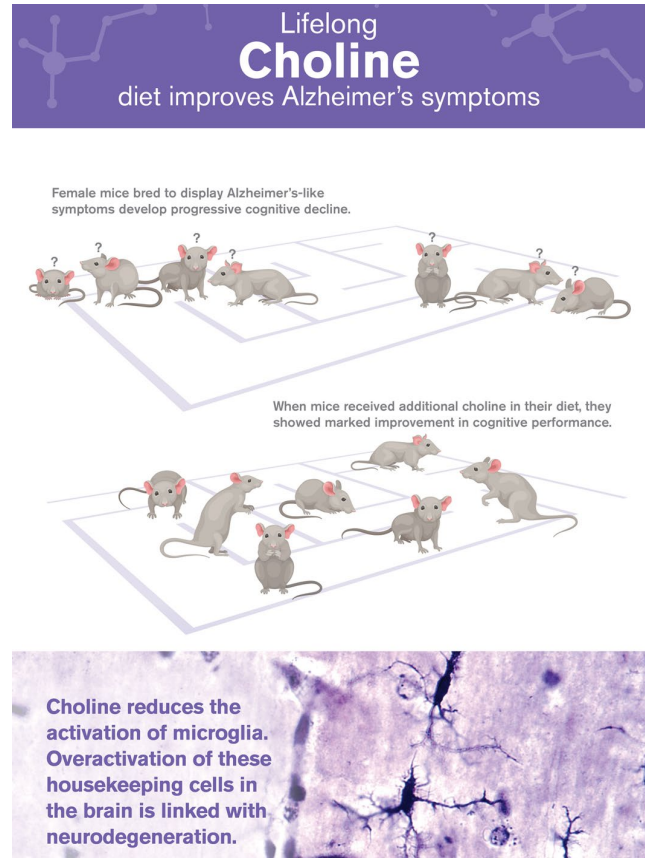 Lifelong
Choline
diet improves Alzheimer's symptoms
Female mice bred to display Alzheimer's-like
symptoms develop progressive cognitive decline.
? ? ? ? ? ? ?
When mice received additional choline in their diet, they
showed marked improvement in cognitive performance.
Choline reduces the
activation of microglia.
Overactivation of these
housekeeping cells in
the brain is linked with
neurodegeneration.